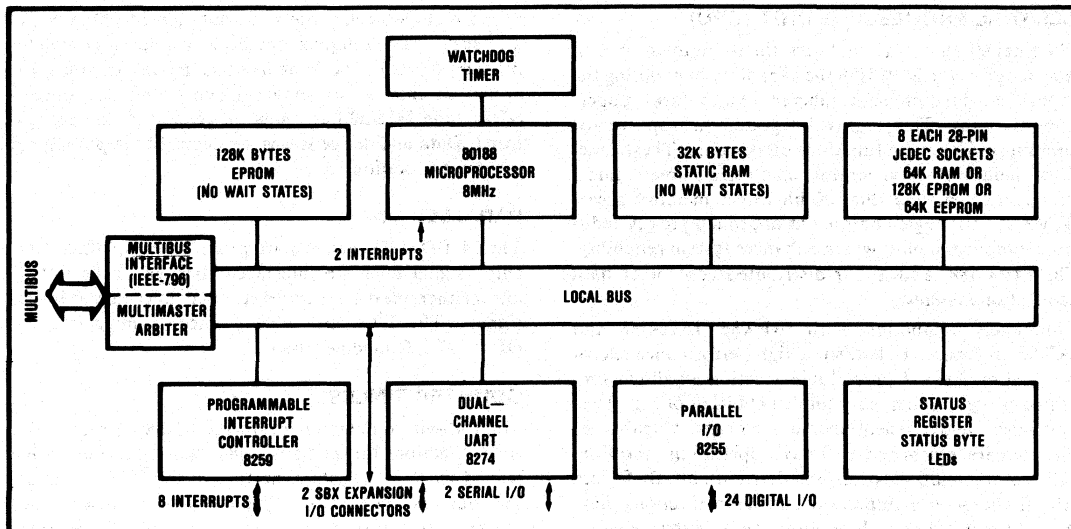 WATCHDOG
TIMER
128K BYTES
EPROM
(NO WAIT STATES)
80188
MICROPROCESSOR
8MHz
32K BYTES
STATIC RAM
(NO WAIT STATES)
8 EACH 28-PIN
JEDEC SOCKETS
64K RAM OR
128K EPROM OR
64K EEPROM
2 INTERRUPTS
MULTIBUS
MULTIBUS
INTERFACE
(IEEE-796)
MULTIMASTER
ARBITER
LOCAL BUS
PROGRAMMABLE
INTERRUPT
CONTROLLER
8259
DUAL—
CHANNEL
UART
8274
PARALLEL
I/O
8255
STATUS
REGISTER
STATUS BYTE
LEDs
8 INTERRUPTS
2 SBX EXPANSION
I/O CONNECTORS
2 SERIAL I/O
24 DIGITAL I/O